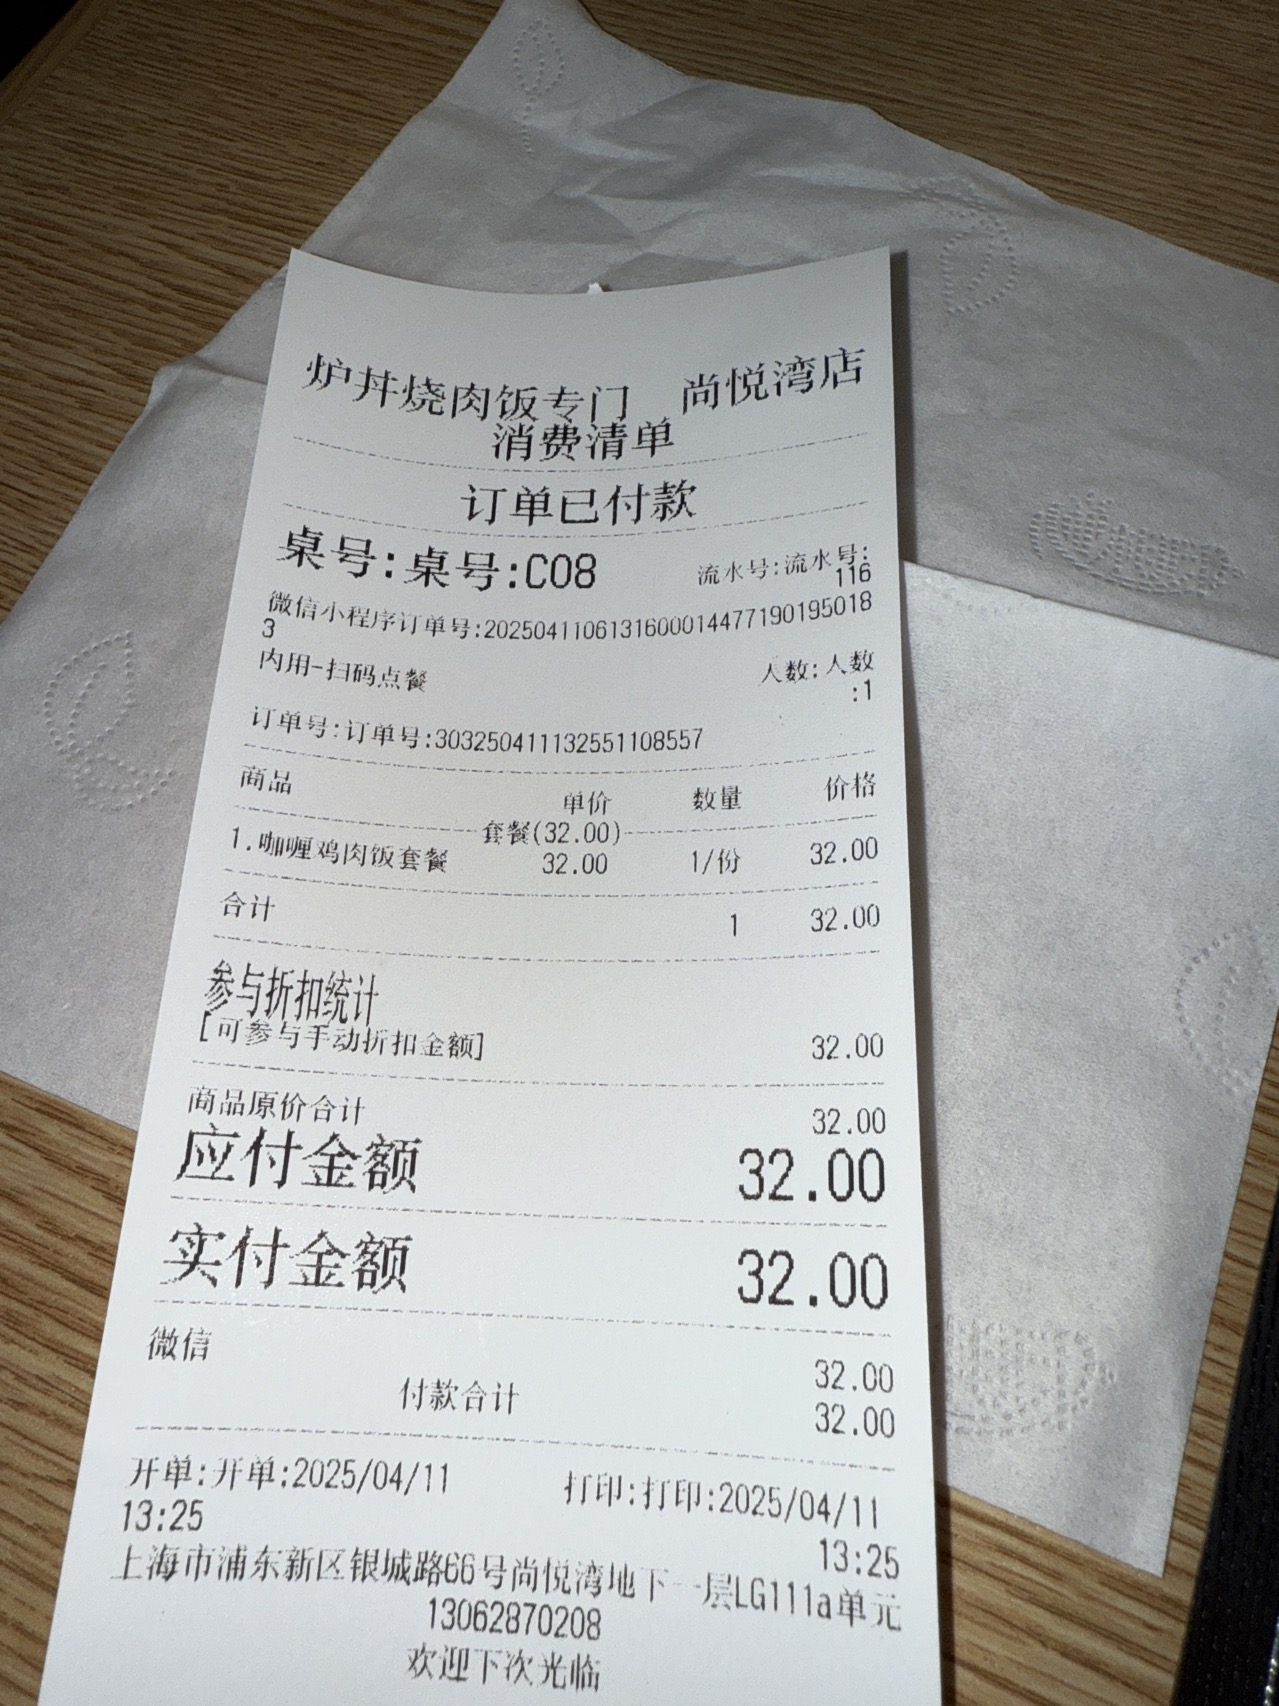 炉丼烧肉饭专门 尚悦湾店
消费清单
订单已付款
桌号:桌号:C08 流水号:流水号:
116
微信小程序订单号:202504110613160001447719019501​8
3
内用-扫码点餐 人数:人数
:1
订单号:订单号:303250411132551108557
商品 单价 数量 价格
套餐(32.00)
1.咖喱鸡肉饭套餐 32.00 1/份 32.00
合计 1 32.00
参与折扣统计
[可参与手动折扣金额] 32.00
商品原价合计 32.00
应付金额 32.00
实付金额 32.00
微信 32.00
付款合计 32.00
开单:开单:2025/04/11 打印:打印:2025/04/11
13:25 13:25
上海市浦东新区银城路66号尚悦湾地下一层LG111a单元
13062870208
欢迎下次光临